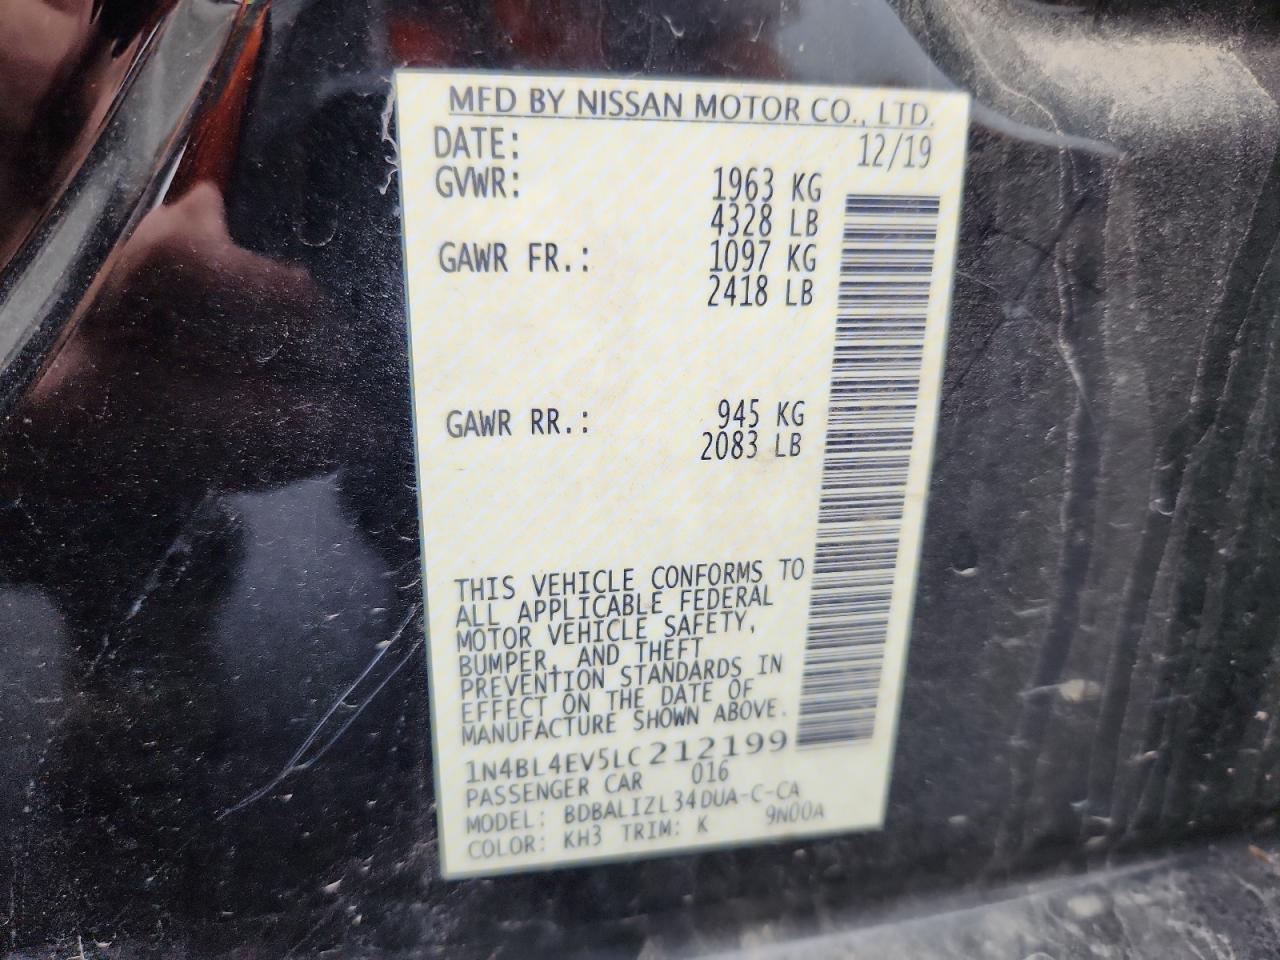 MFD BY NISSAN MOTOR CO., LTD.
DATE: 12/19
GVWR: 1963 KG
4328 LB
GAWR FR.: 1097 KG
2418 LB
GAWR RR.: 945 KG
2083 LB
THIS VEHICLE CONFORMS TO
ALL APPLICABLE FEDERAL
MOTOR VEHICLE SAFETY,
BUMPER, AND THEFT
PREVENTION STANDARDS IN
EFFECT ON THE DATE OF
MANUFACTURE SHOWN ABOVE.
1N4BL4EV5LC212199
PASSENGER CAR 016
MODEL: BDBALIZL34DUA-C-CA
COLOR: KH3 TRIM: K 9N00A